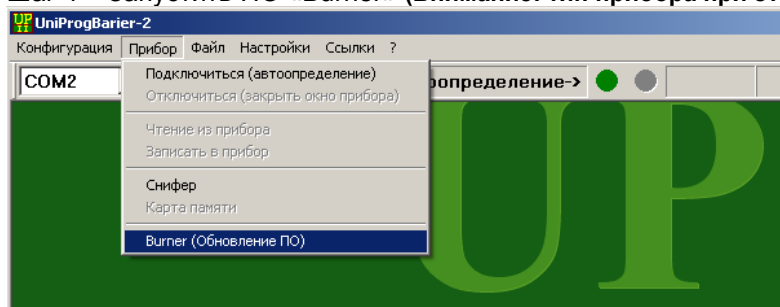 UniProgBarier-2
Конфигурация Прибор Файл Настройки Ссылки ?
COM2
Подключиться (автоопределение)
Отключиться (закрыть окно прибора)
Чтение из прибора
Записать в прибор
Снифер
Карта памяти
Burner (Обновление ПО)
UP